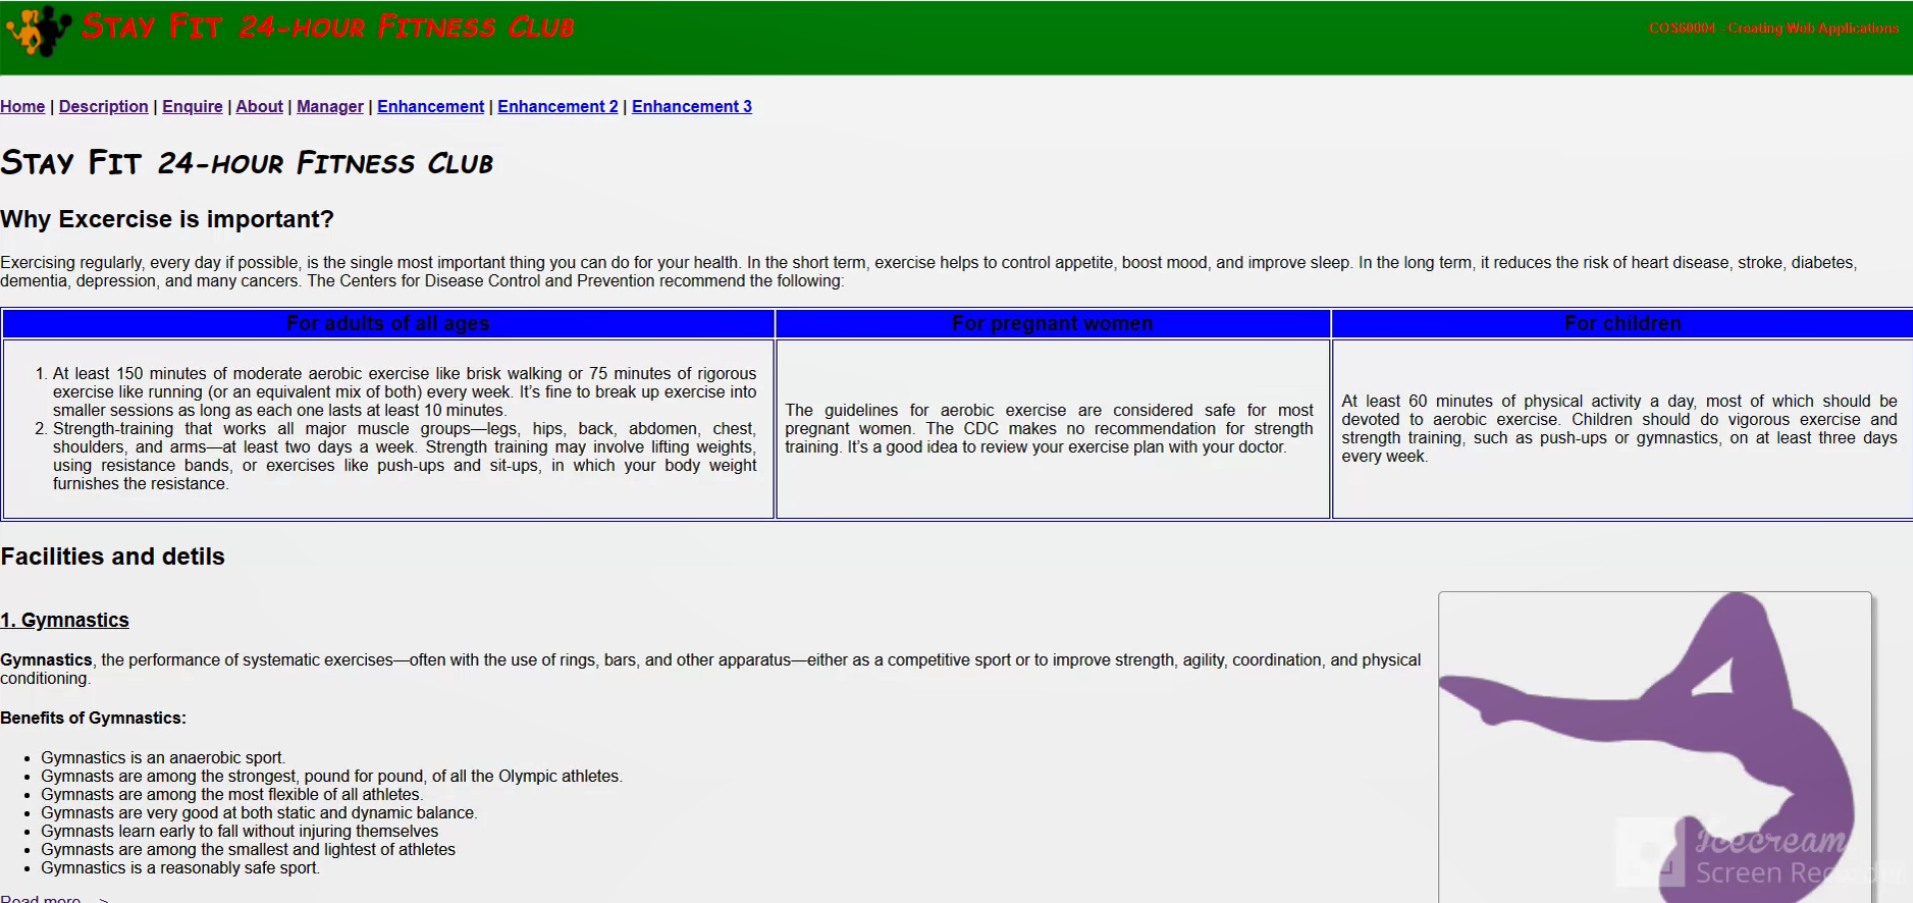 Stay Fit 24-hour Fitness Club
COS60004 - Creating Web Applications
Home | Description | Enquire | About | Manager | Enhancement | Enhancement 2 | Enhancement 3
Stay Fit 24-hour Fitness Club
Why Excercise is important?
Exercising regularly, every day if possible, is the single most important thing you can do for your health. In the short term, exercise helps to control appetite, boost mood, and improve sleep. In the long term, it reduces the risk of heart disease, stroke, diabetes,
dementia, depression, and many cancers. The Centers for Disease Control and Prevention recommend the following:
For adults of all ages
For pregnant women
For children
1. At least 150 minutes of moderate aerobic exercise like brisk walking or 75 minutes of rigorous
exercise like running (or an equivalent mix of both) every week. It’s fine to break up exercise into
smaller sessions as long as each one lasts at least 10 minutes.
2. Strength-training that works all major muscle groups—legs, hips, back, abdomen, chest,
shoulders, and arms—at least two days a week. Strength training may involve lifting weights,
using resistance bands, or exercises like push-ups and sit-ups, in which your body weight
furnishes the resistance.
The guidelines for aerobic exercise are considered safe for most
pregnant women. The CDC makes no recommendation for strength
training. It’s a good idea to review your exercise plan with your doctor.
At least 60 minutes of physical activity a day, most of which should be
devoted to aerobic exercise. Children should do vigorous exercise and
strength training, such as push-ups or gymnastics, on at least three days
every week.
Facilities and detils
1. Gymnastics
Gymnastics, the performance of systematic exercises—often with the use of rings, bars, and other apparatus—either as a competitive sport or to improve strength, agility, coordination, and physical
conditioning.
Benefits of Gymnastics:
• Gymnastics is an anaerobic sport.
• Gymnasts are among the strongest, pound for pound, of all the Olympic athletes.
• Gymnasts are among the most flexible of all athletes.
• Gymnasts are very good at both static and dynamic balance.
• Gymnasts learn early to fall without injuring themselves
• Gymnasts are among the smallest and lightest of athletes
• Gymnastics is a reasonably safe sport.
Read more
Icecream
Screen